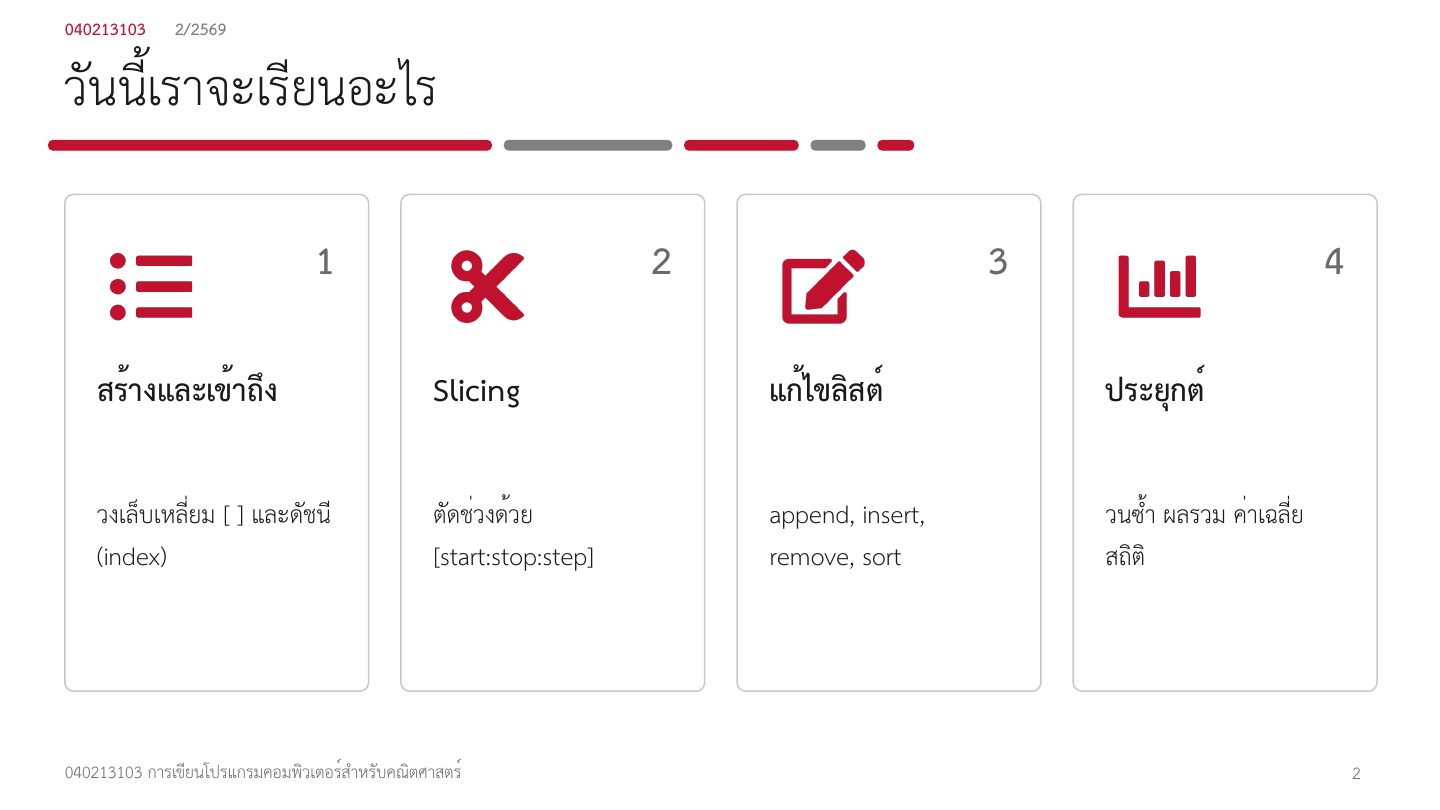 040213103 2/2569
วันนี้เราจะเรียนอะไร
1
สร้างและเข้าถึง
วงเล็บเหลี่ยม [ ] และดัชนี
(index)
2
Slicing
ตัดช่วงด้วย
[start:stop:step]
3
แก้ไขลิสต์
append, insert,
remove, sort
4
ประยุกต์
วนซ้ำ ผลรวม ค่าเฉลี่ย
สถิติ
040213103 การเขียนโปรแกรมคอมพิวเตอร์สำหรับคณิตศาสตร์
2